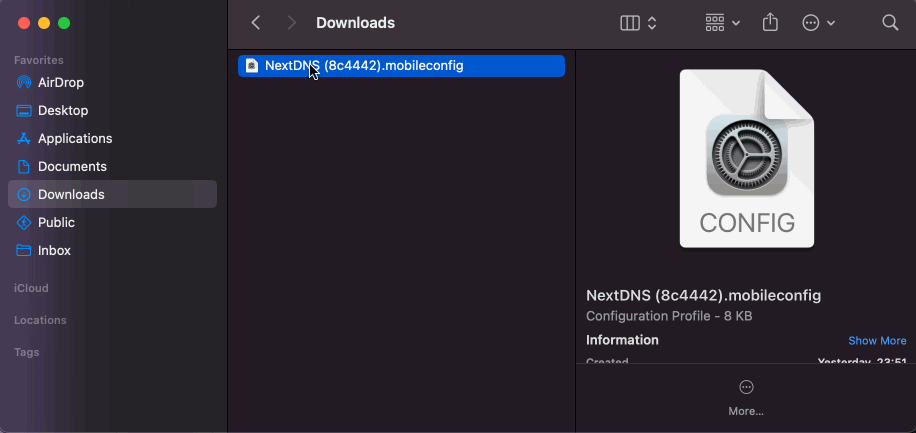 Downloads
Favorites
AirDrop
Desktop
Applications
Documents
Downloads
Public
Inbox
iCloud
Locations
Tags
NextDNS (8c4442).mobileconfig
CONFIG
NextDNS (8c4442).mobileconfig
Configuration Profile - 8 KB
Information Show More
Created Yesterday, 23:51
More...